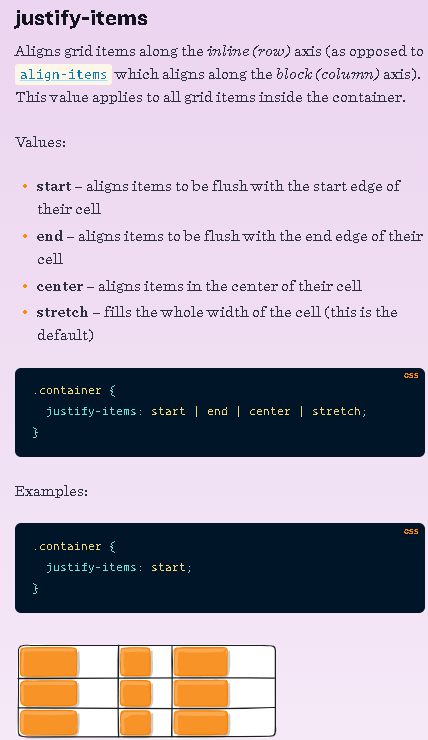 justify-items
Aligns grid items along the inline (row) axis (as opposed to
align-items which aligns along the block (column) axis).
This value applies to all grid items inside the container.
Values:
• start – aligns items to be flush with the start edge of
their cell
• end – aligns items to be flush with the end edge of their
cell
• center – aligns items in the center of their cell
• stretch – fills the whole width of the cell (this is the
default)
css
.container {
  justify-items: start | end | center | stretch;
}
Examples:
css
.container {
  justify-items: start;
}